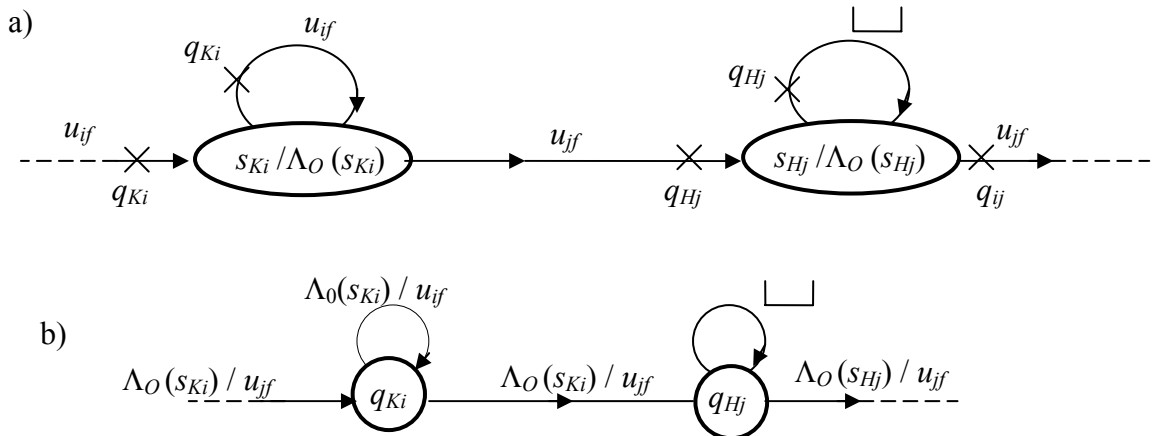 a)
u_if
q_Ki
q_Hj
u_if
u_jf
u_jf
s_Ki /Λ_O (s_Ki)
s_Hj /Λ_O (s_Hj)
q_Ki
q_Hj
q_ij
b)
Λ_0(s_Ki) / u_if
Λ_O (s_Ki) / u_jf
Λ_O (s_Ki) / u_jf
Λ_O (s_Hj) / u_jf
q_Ki
q_Hj